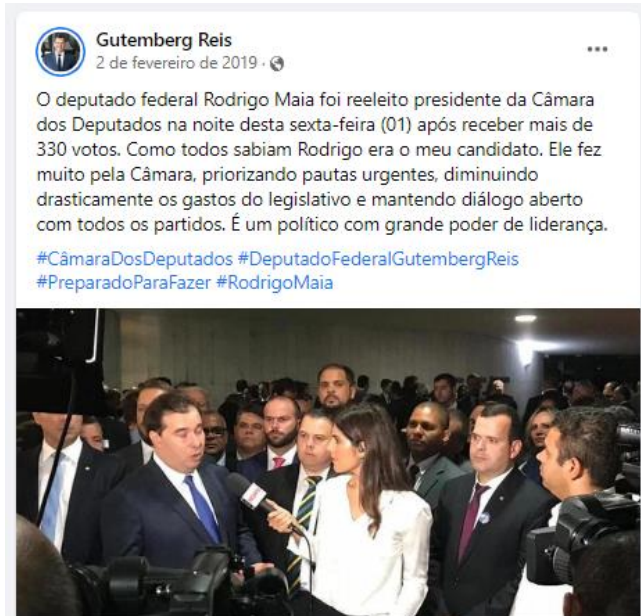 Gutemberg Reis
2 de fevereiro de 2019 ·
O deputado federal Rodrigo Maia foi reeleito presidente da Câmara
dos Deputados na noite desta sexta-feira (01) após receber mais de
330 votos. Como todos sabiam Rodrigo era o meu candidato. Ele fez
muito pela Câmara, priorizando pautas urgentes, diminuindo
drasticamente os gastos do legislativo e mantendo diálogo aberto
com todos os partidos. É um político com grande poder de liderança.
#CâmaraDosDeputados #DeputadoFederalGutembergReis
#PreparadoParaFazer #RodrigoMaia